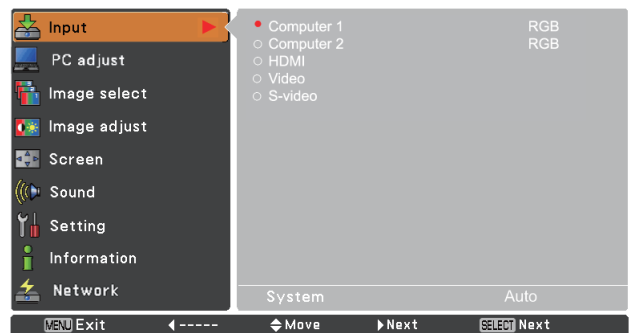 Input
PC adjust
Image select
Image adjust
Screen
Sound
Setting
Information
Network
Computer 1 RGB
Computer 2 RGB
HDMI
Video
S-video
System Auto
MENU Exit ----- Move Next SELECT Next